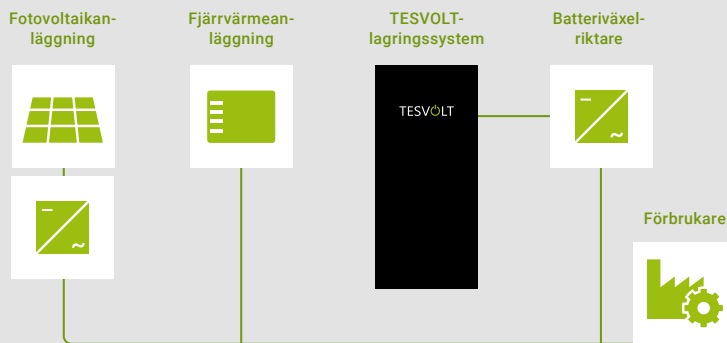 Fotovoltaikan-
läggning
Fjärrvärmean-
läggning
TESVOLT-
lagringssystem
Batteriväxel-
riktare
TESVOLT
Förbrukare